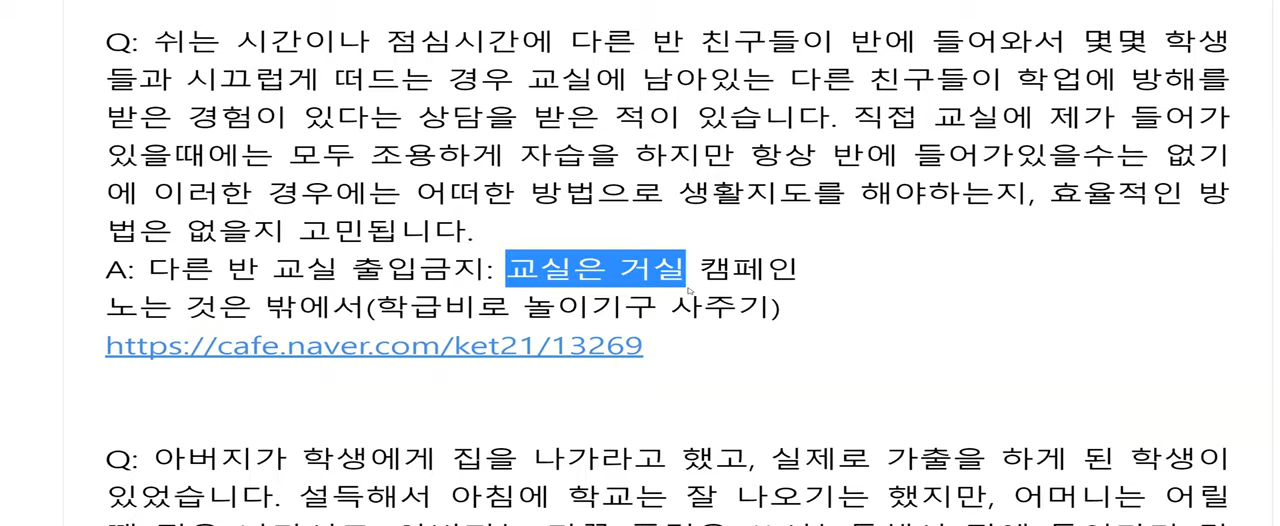 Q: 쉬는 시간이나 점심시간에 다른 반 친구들이 반에 들어와서 몇몇 학생
들과 시끄럽게 떠드는 경우 교실에 남아있는 다른 친구들이 학업에 방해를
받은 경험이 있다는 상담을 받은 적이 있습니다. 직접 교실에 제가 들어가
있을때에는 모두 조용하게 자습을 하지만 항상 반에 들어가있을수는 없기
에 이러한 경우에는 어떠한 방법으로 생활지도를 해야하는지, 효율적인 방
법은 없을지 고민됩니다.
A: 다른 반 교실 출입금지: 교실은 거실 캠페인
노는 것은 밖에서(학급비로 놀이기구 사주기)
https://cafe.naver.com/ket21/13269
Q: 아버지가 학생에게 집을 나가라고 했고, 실제로 가출을 하게 된 학생이
있었습니다. 설득해서 아침에 학교는 잘 나오기는 했지만, 어머니는 어릴